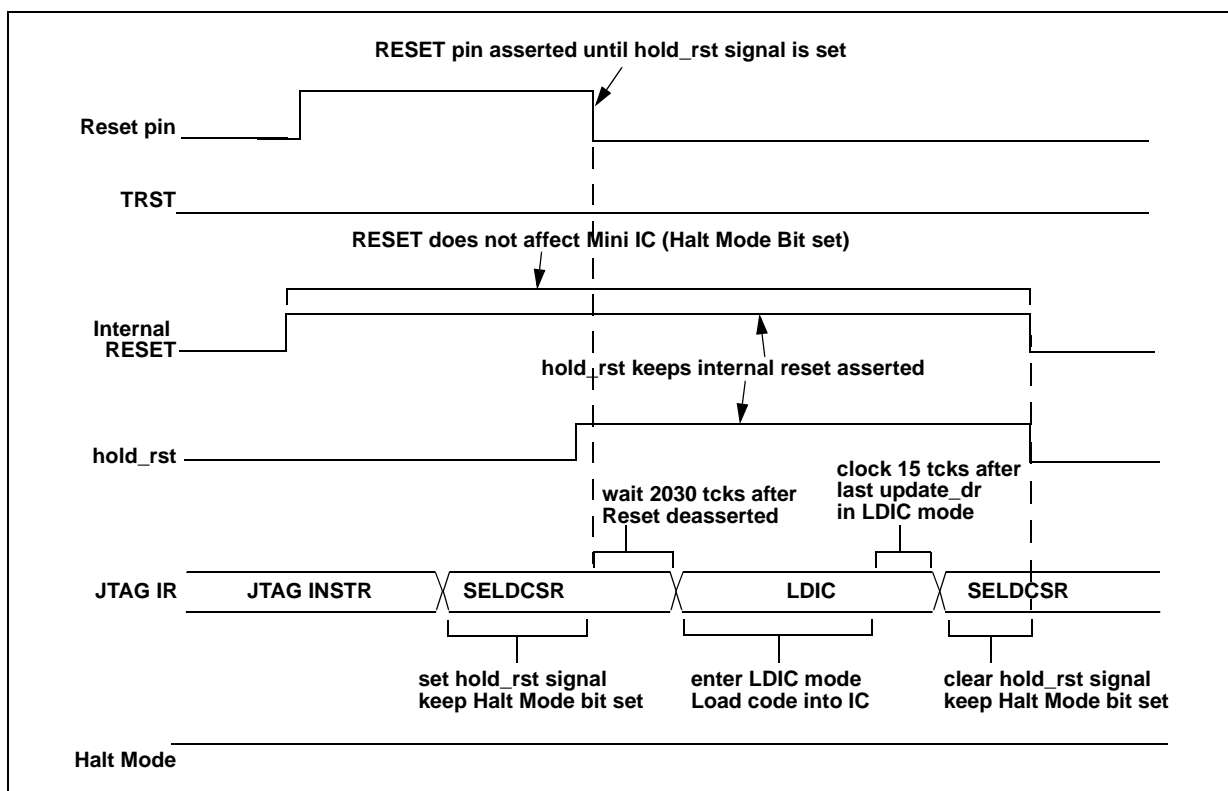 RESET pin asserted until hold_rst signal is set
Reset pin
TRST
RESET does not affect Mini IC (Halt Mode Bit set)
Internal
RESET
hold_rst keeps internal reset asserted
hold_rst
wait 2030 tcks after
Reset deasserted
clock 15 tcks after
last update_dr
in LDIC mode
JTAG IR
JTAG INSTR
SELDCSR
LDIC
SELDCSR
set hold_rst signal
keep Halt Mode bit set
enter LDIC mode
Load code into IC
clear hold_rst signal
keep Halt Mode bit set
Halt Mode